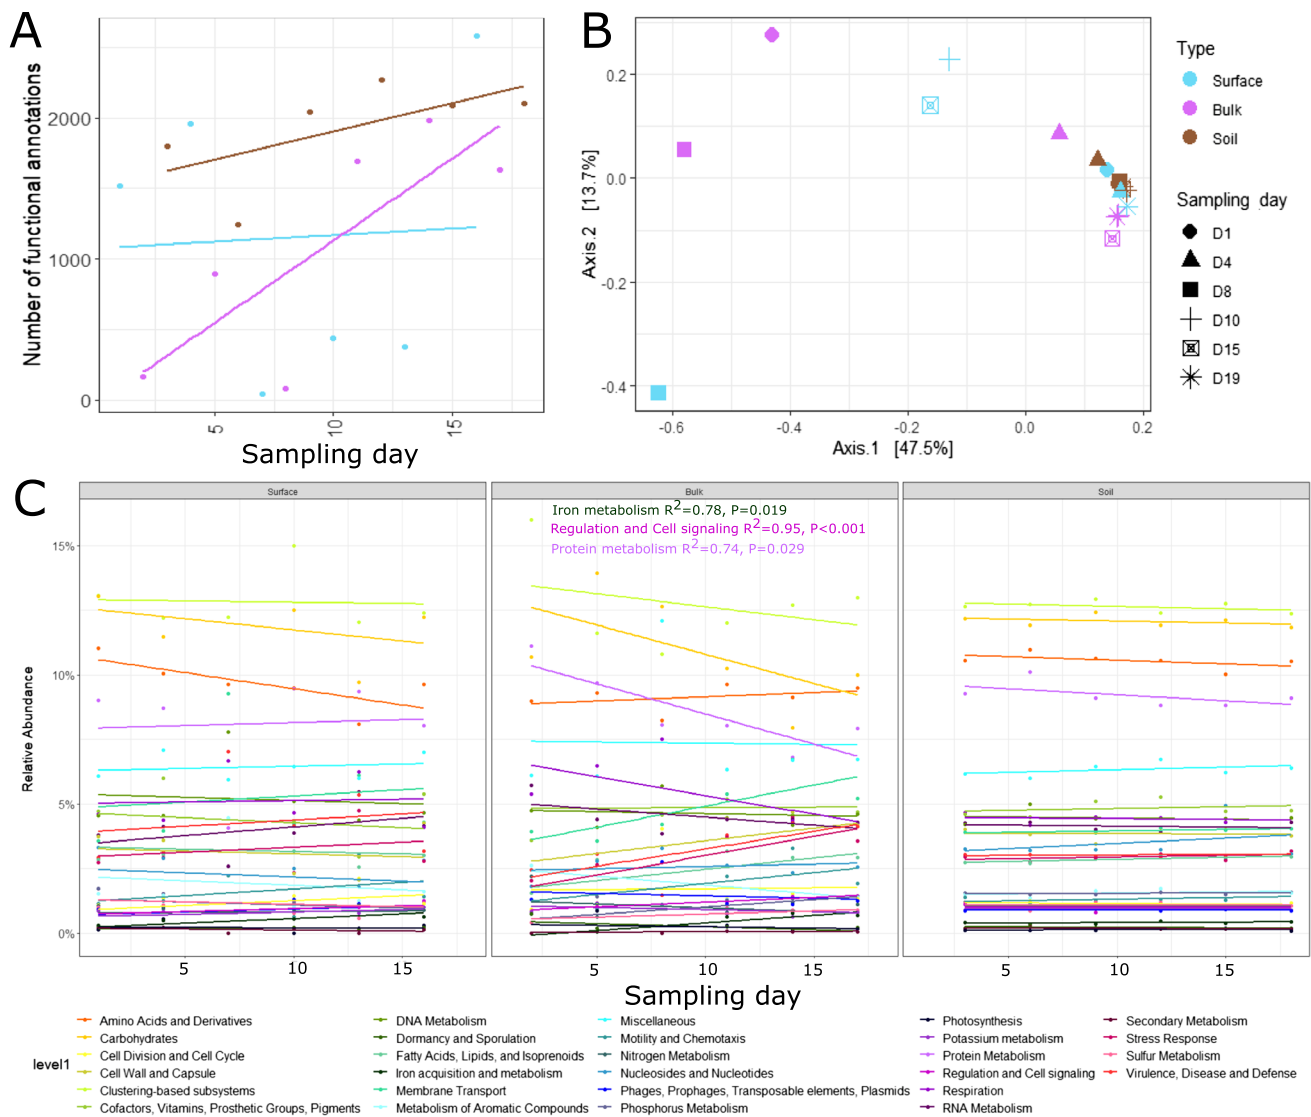 A
Number of functional annotations
2000
1000
0
5
10
15
Sampling day
B
Axis.2 [13.7%]
0.2
0.0
-0.2
-0.4
-0.6
-0.4
-0.2
0.0
0.2
Axis.1 [47.5%]
Type
Surface
Bulk
Soil
Sampling_day
D1
D4
D8
D10
D15
D19
C
Surface
Bulk
Soil
Iron metabolism R2=0.78, P=0.019
Regulation and Cell signaling R2=0.95, P<0.001
Protein metabolism R2=0.74, P=0.029
Relative Abundance
15%
10%
5%
0%
5
10
15
5
10
15
5
10
15
Sampling day
level1
Amino Acids and Derivatives
Carbohydrates
Cell Division and Cell Cycle
Cell Wall and Capsule
Clustering-based subsystems
Cofactors, Vitamins, Prosthetic Groups, Pigments
DNA Metabolism
Dormancy and Sporulation
Fatty Acids, Lipids, and Isoprenoids
Iron acquisition and metabolism
Membrane Transport
Metabolism of Aromatic Compounds
Miscellaneous
Motility and Chemotaxis
Nitrogen Metabolism
Nucleosides and Nucleotides
Phages, Prophages, Transposable elements, Plasmids
Phosphorus Metabolism
Photosynthesis
Potassium metabolism
Protein Metabolism
Regulation and Cell signaling
Respiration
RNA Metabolism
Secondary Metabolism
Stress Response
Sulfur Metabolism
Virulence, Disease and Defense